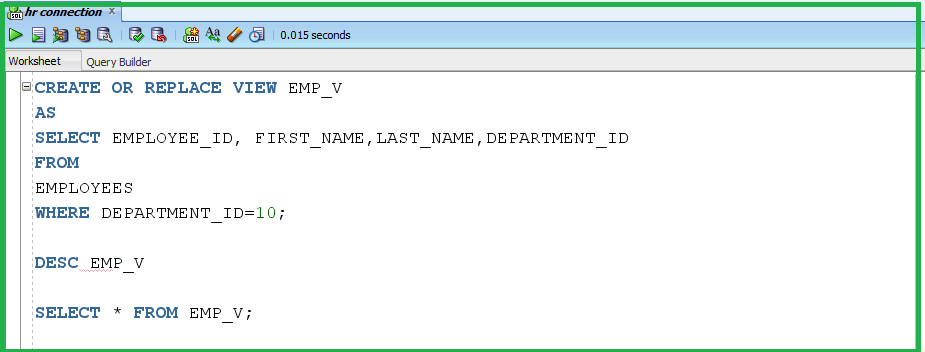 hr connection x
0.015 seconds
Worksheet Query Builder
CREATE OR REPLACE VIEW EMP_V
AS
SELECT EMPLOYEE_ID, FIRST_NAME,LAST_NAME,DEPARTMENT_ID
FROM
EMPLOYEES
WHERE DEPARTMENT_ID=10;
DESC EMP_V
SELECT * FROM EMP_V;